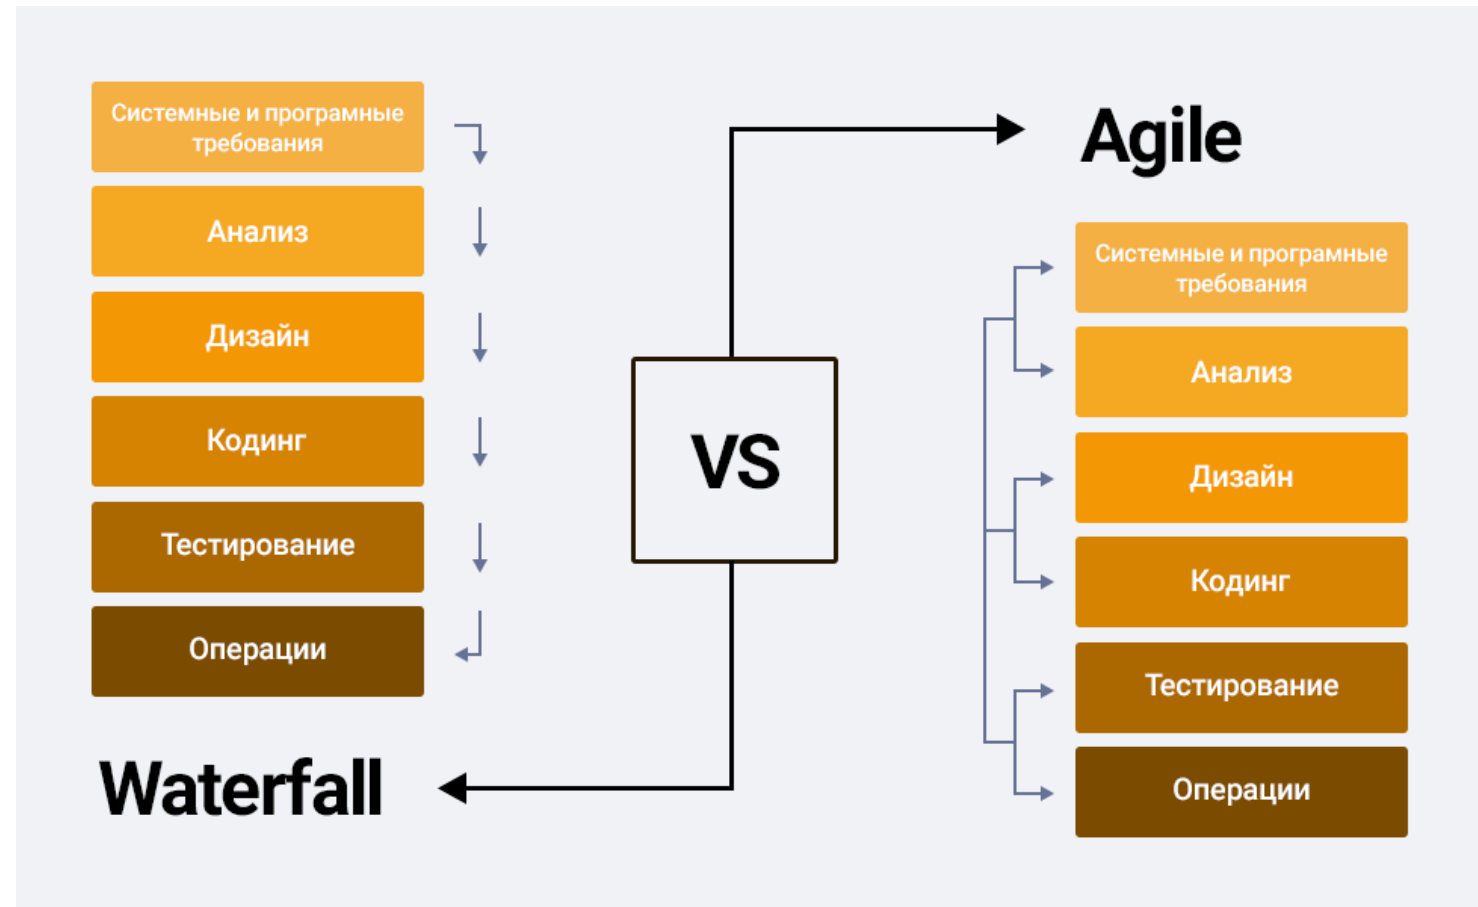 Системные и програмные
требования
Анализ
Дизайн
Кодинг
Тестирование
Операции
Waterfall
VS
Agile
Системные и програмные
требования
Анализ
Дизайн
Кодинг
Тестирование
Операции